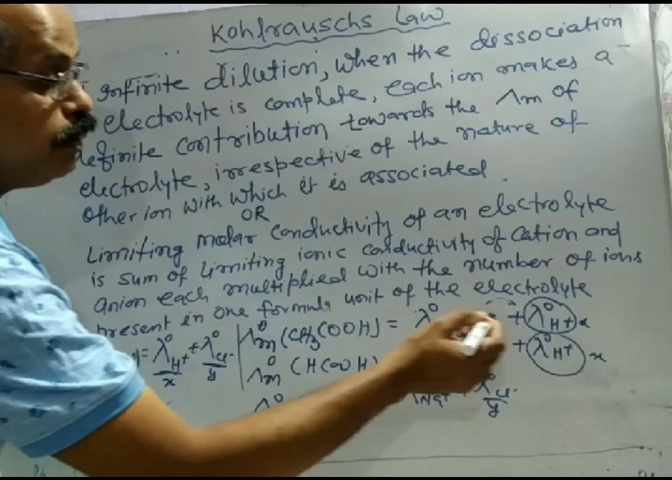 Kohlrauschs Law
Infinite dilution, when the dissociation
electrolyte is complete, each ion makes a
definite contribution towards the Λm of
electrolyte, irrespective of the nature of
other ion with which it is associated.
OR
Limiting molar conductivity of an electrolyte
is sum of limiting ionic conductivity of cation and
anion each multiplied with the number of ions
present in one formula unit of the electrolyte
) = λ°H+ + λ°Cl- Λ°m (CH3COOH) = λ° + λ°H+ x
x y Λ°m (HCOOH) + λ°H+ x
Λ° λNa+ + λ°Cl-
y